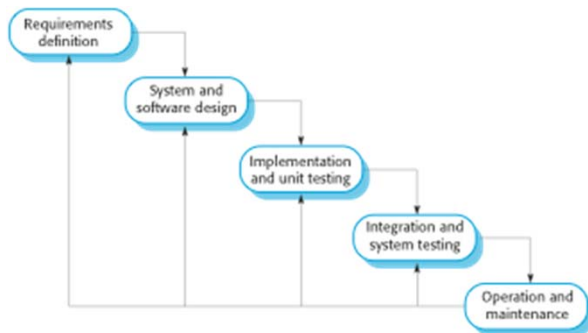 Requirements
definition
System and
software design
Implementation
and unit testing
Integration and
system testing
Operation and
maintenance